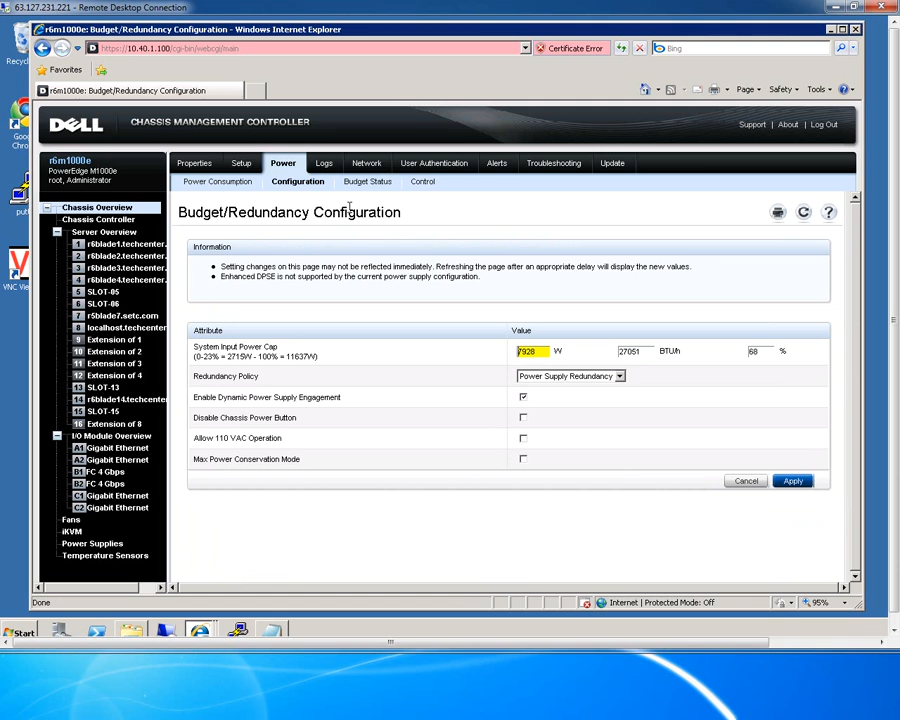 63.127.231.221 - Remote Desktop Connection
r6m1000e: Budget/Redundancy Configuration - Windows Internet Explorer
https://10.40.1.100/cgi-bin/webcgi/main
Certificate Error
Bing
Favorites
r6m1000e: Budget/Redundancy Configuration
Page
Safety
Tools
DELL
CHASSIS MANAGEMENT CONTROLLER
Support | About | Log Out
r6m1000e
PowerEdge M1000e
root, Administrator
Properties Setup Power Logs Network User Authentication Alerts Troubleshooting Update
Power Consumption Configuration Budget Status Control
Chassis Overview
Chassis Controller
Server Overview
1 r6blade1.techcenter.
2 r6blade2.techcenter.
3 r6blade3.techcenter.
4 r6blade4.techcenter.
5 SLOT-05
6 SLOT-06
7 r5blade7.setc.com
8 localhost.techcenter
9 Extension of 1
10 Extension of 2
11 Extension of 3
12 Extension of 4
13 SLOT-13
14 r6blade14.techcenter
15 SLOT-15
16 Extension of 8
I/O Module Overview
A1 Gigabit Ethernet
A2 Gigabit Ethernet
B1 FC 4 Gbps
B2 FC 4 Gbps
C1 Gigabit Ethernet
C2 Gigabit Ethernet
Fans
iKVM
Power Supplies
Temperature Sensors
Budget/Redundancy Configuration
Information
Setting changes on this page may not be reflected immediately. Refreshing the page after an appropriate delay will display the new values.
Enhanced DPSE is not supported by the current power supply configuration.
Attribute Value
System Input Power Cap
(0-23% = 2715W - 100% = 11637W)
7928 W 27051 BTU/h 68 %
Redundancy Policy Power Supply Redundancy
Enable Dynamic Power Supply Engagement
Disable Chassis Power Button
Allow 110 VAC Operation
Max Power Conservation Mode
Cancel Apply
Done
Internet | Protected Mode: Off
95%
Start